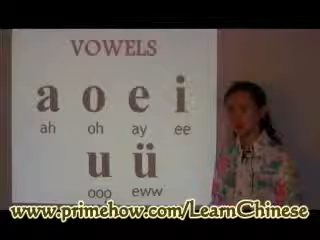 VOWELS
a o e i
ah oh ay ee
u ü
ooo eww
www.primehow.com/LearnChinese